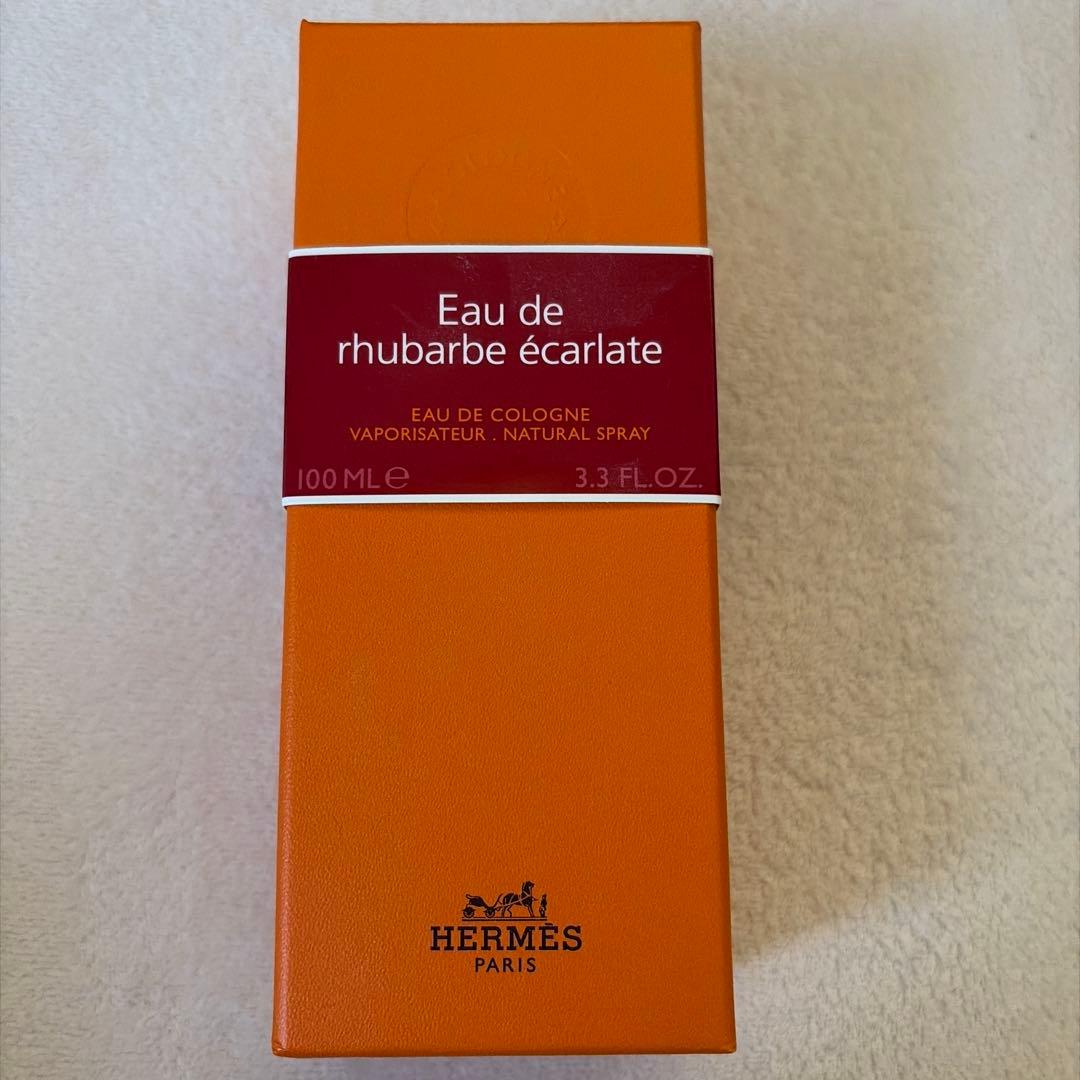 Eau de
rhubarbe écarlate
EAU DE COLOGNE
VAPORISATEUR . NATURAL SPRAY
100 ML ℮ 3.3 FL.OZ.
HERMÈS
PARIS